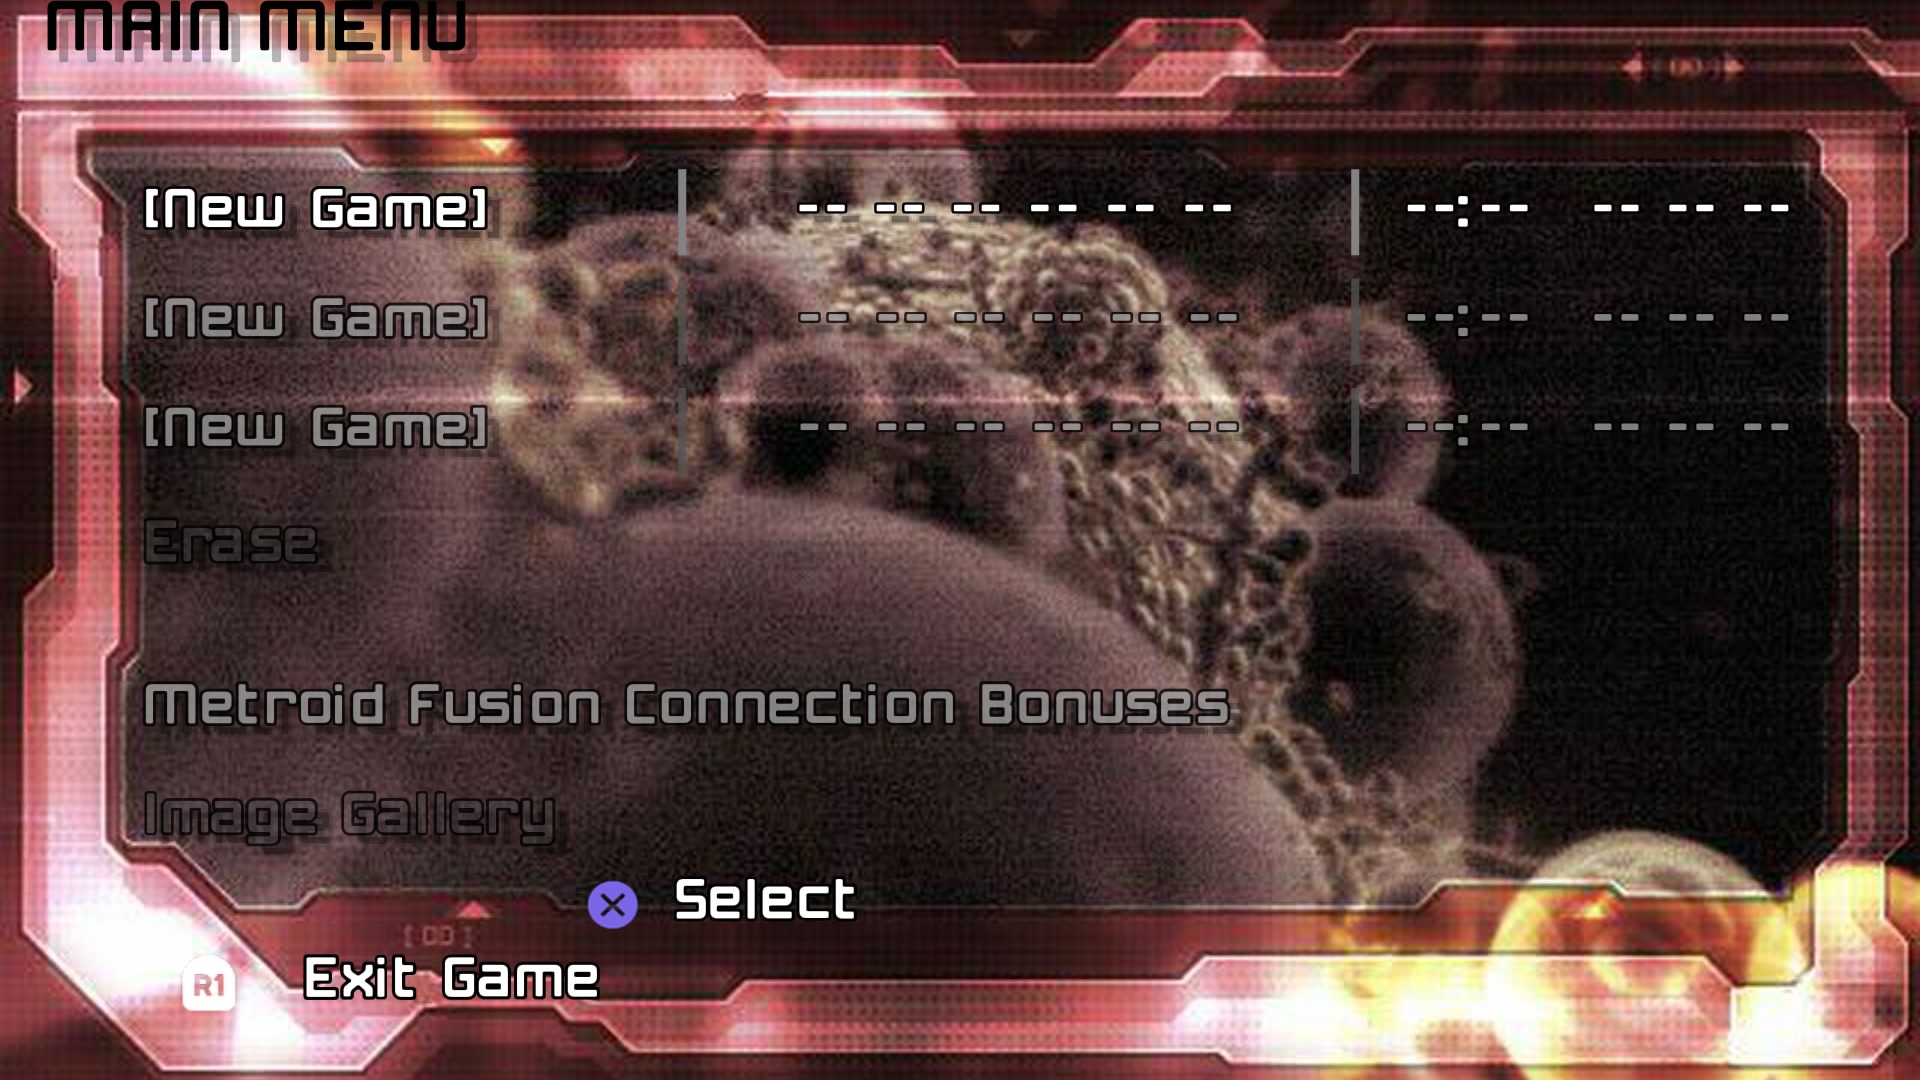 MAIN MENU
[New Game] -- -- -- -- -- -- --:-- -- -- --
[New Game] -- -- -- -- -- -- --:-- -- -- --
[New Game] -- -- -- -- -- -- --:-- -- -- --
Erase
Metroid Fusion Connection Bonuses
Image Gallery
Select
R1 Exit Game